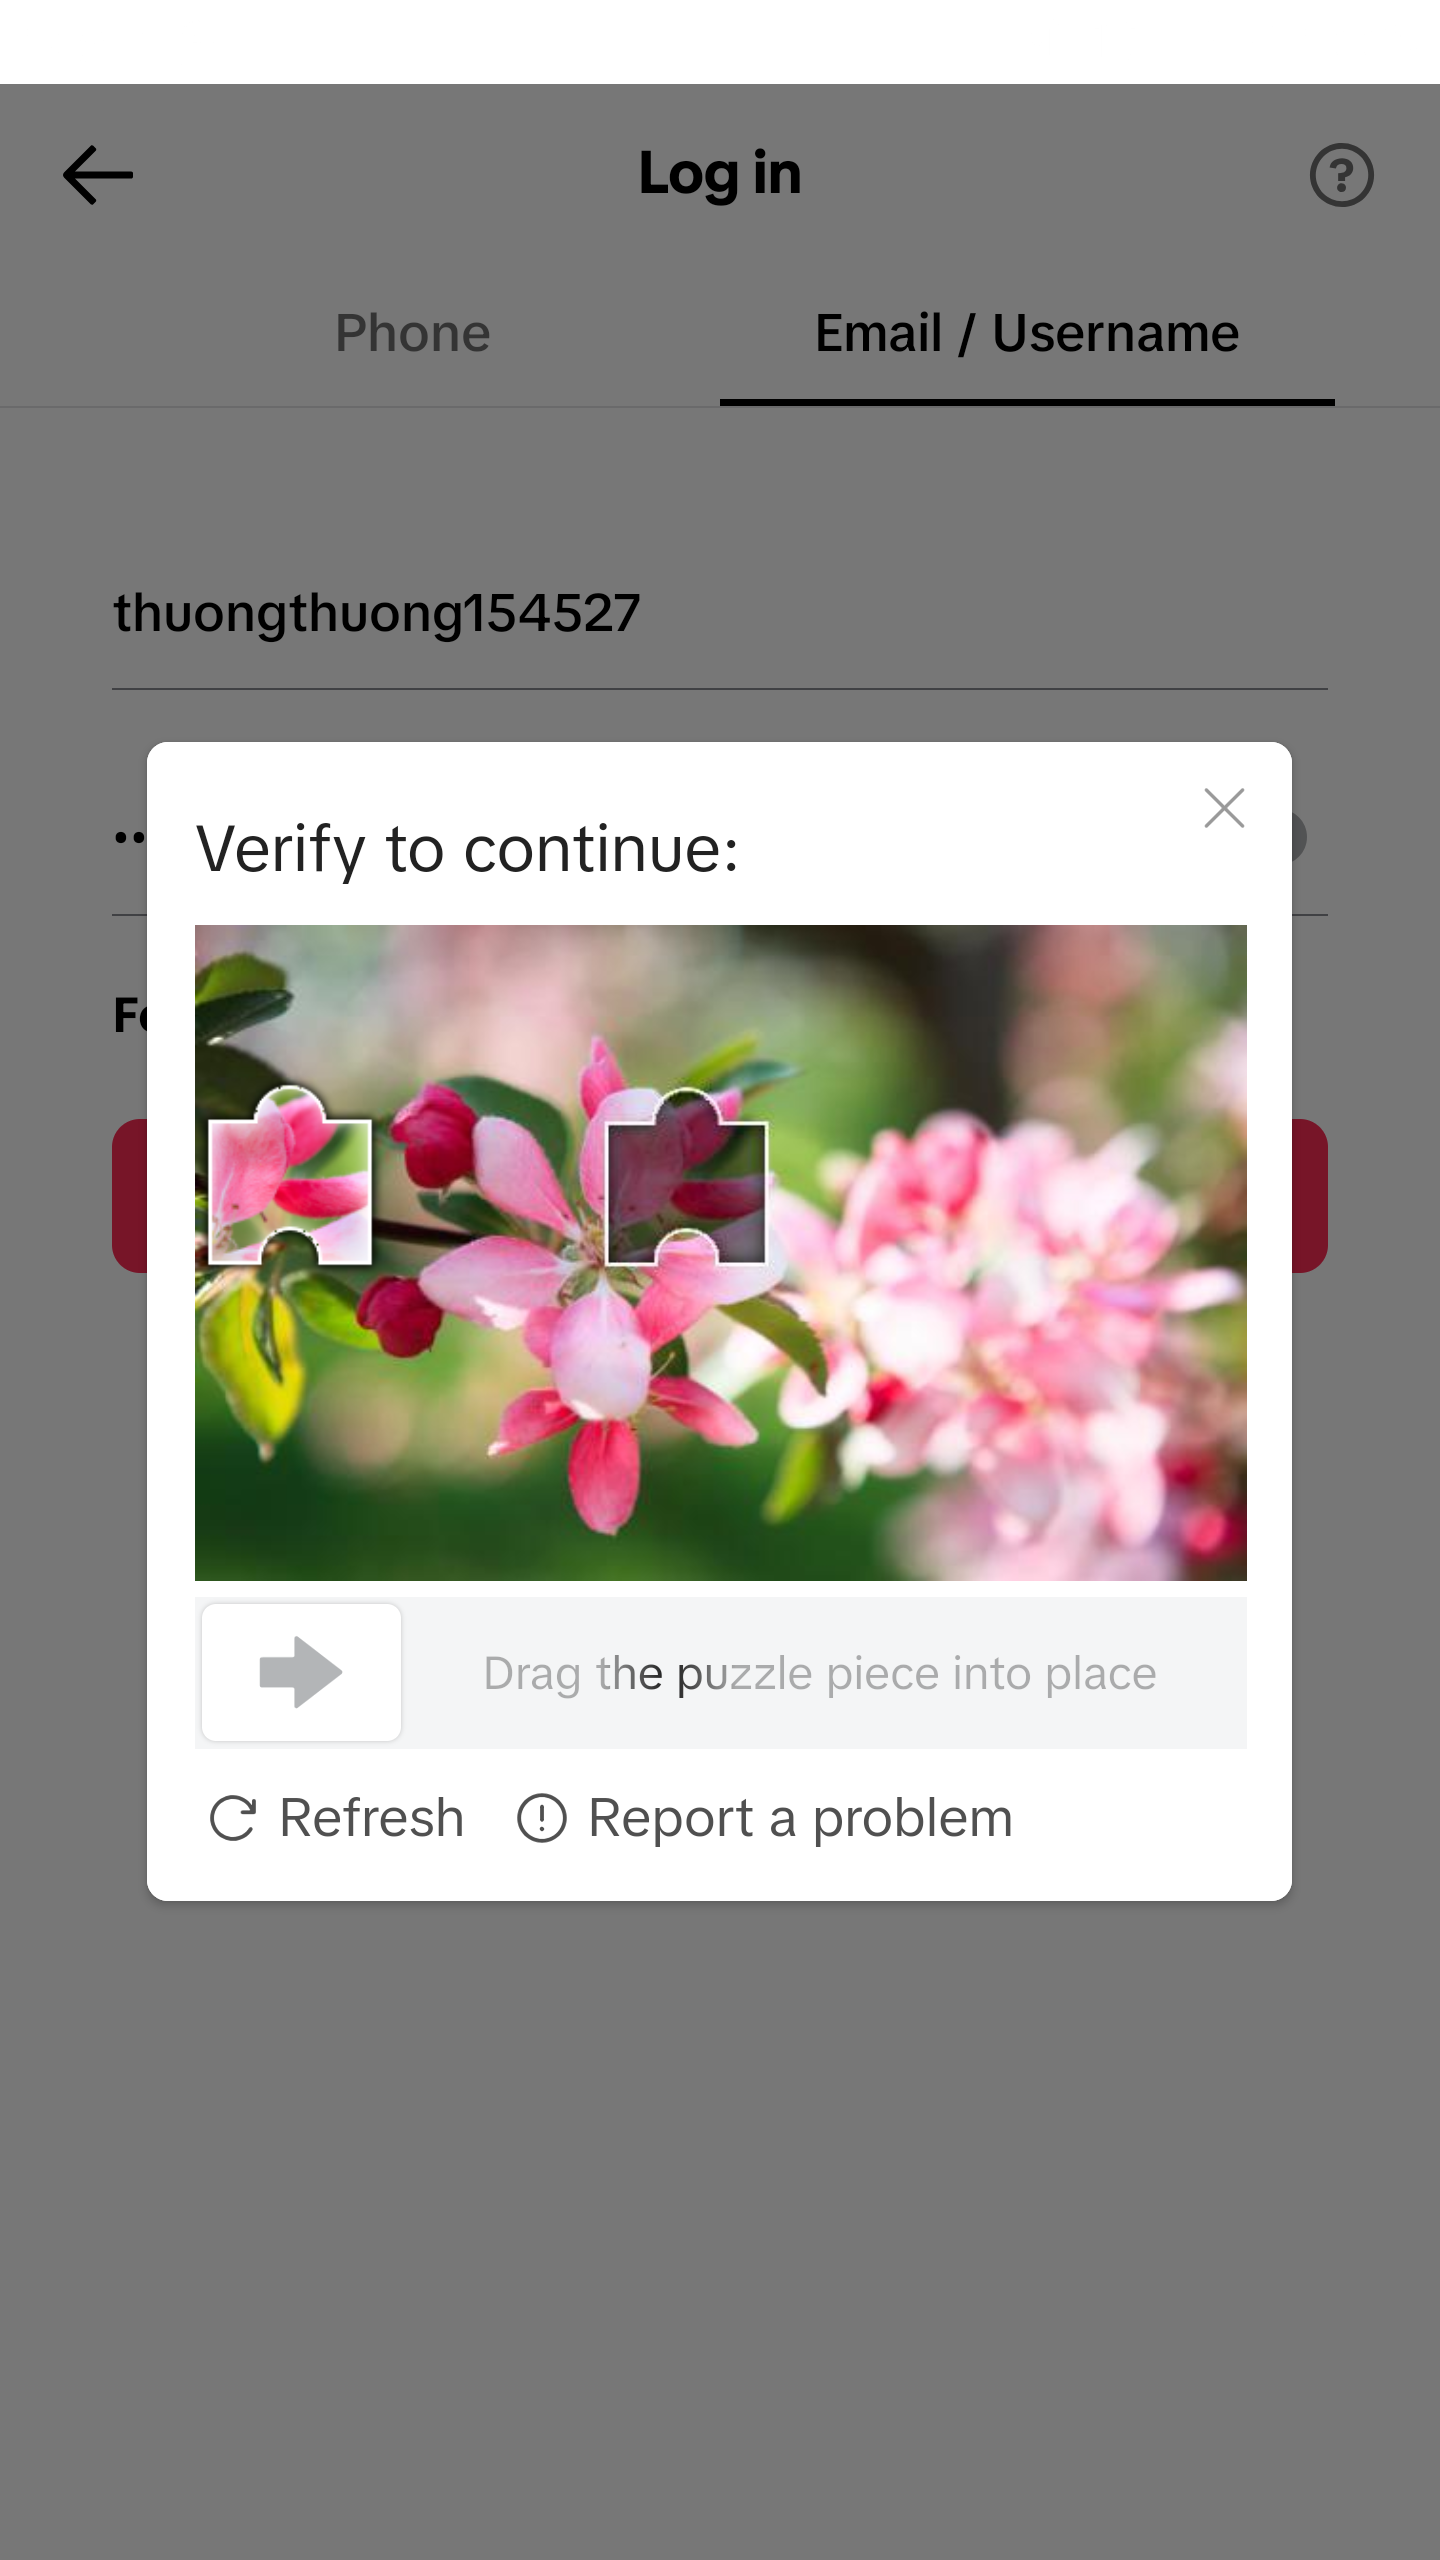 Log in
Phone
Email / Username
thuongthuong154527
Verify to continue:
Drag the puzzle piece into place
Refresh
Report a problem